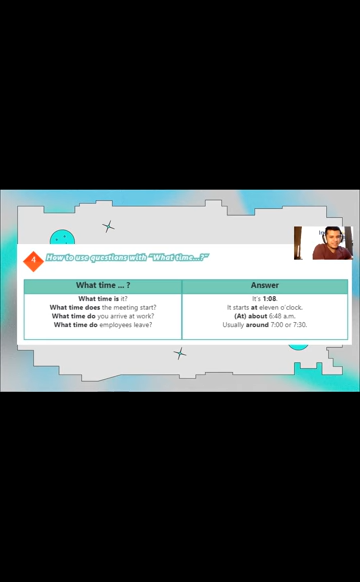 4
How to use questions with "What time...?"
What time ... ?
Answer
What time is it?
It's 1:08.
What time does the meeting start?
It starts at eleven o'clock.
What time do you arrive at work?
(At) about 6:48 a.m.
What time do employees leave?
Usually around 7:00 or 7:30.